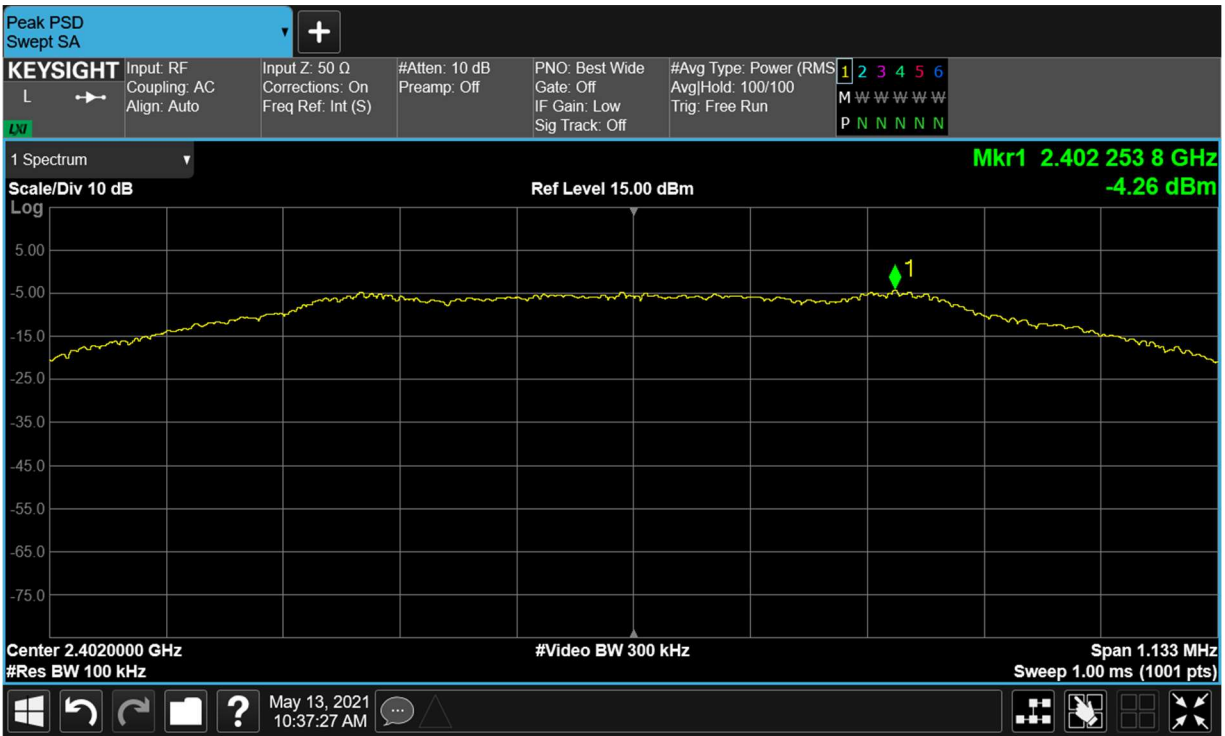 Peak PSD
Swept SA
KEYSIGHT
L
LXI
Input: RF
Coupling: AC
Align: Auto
Input Z: 50 Ω
Corrections: On
Freq Ref: Int (S)
#Atten: 10 dB
Preamp: Off
PNO: Best Wide
Gate: Off
IF Gain: Low
Sig Track: Off
#Avg Type: Power (RMS
Avg|Hold: 100/100
Trig: Free Run
1 2 3 4 5 6
M W W W W W
P N N N N N
1 Spectrum
Mkr1 2.402 253 8 GHz
-4.26 dBm
Scale/Div 10 dB
Ref Level 15.00 dBm
Log
5.00
-5.00
-15.0
-25.0
-35.0
-45.0
-55.0
-65.0
-75.0
1
Center 2.4020000 GHz
#Video BW 300 kHz
Span 1.133 MHz
#Res BW 100 kHz
Sweep 1.00 ms (1001 pts)
?
May 13, 2021
10:37:27 AM